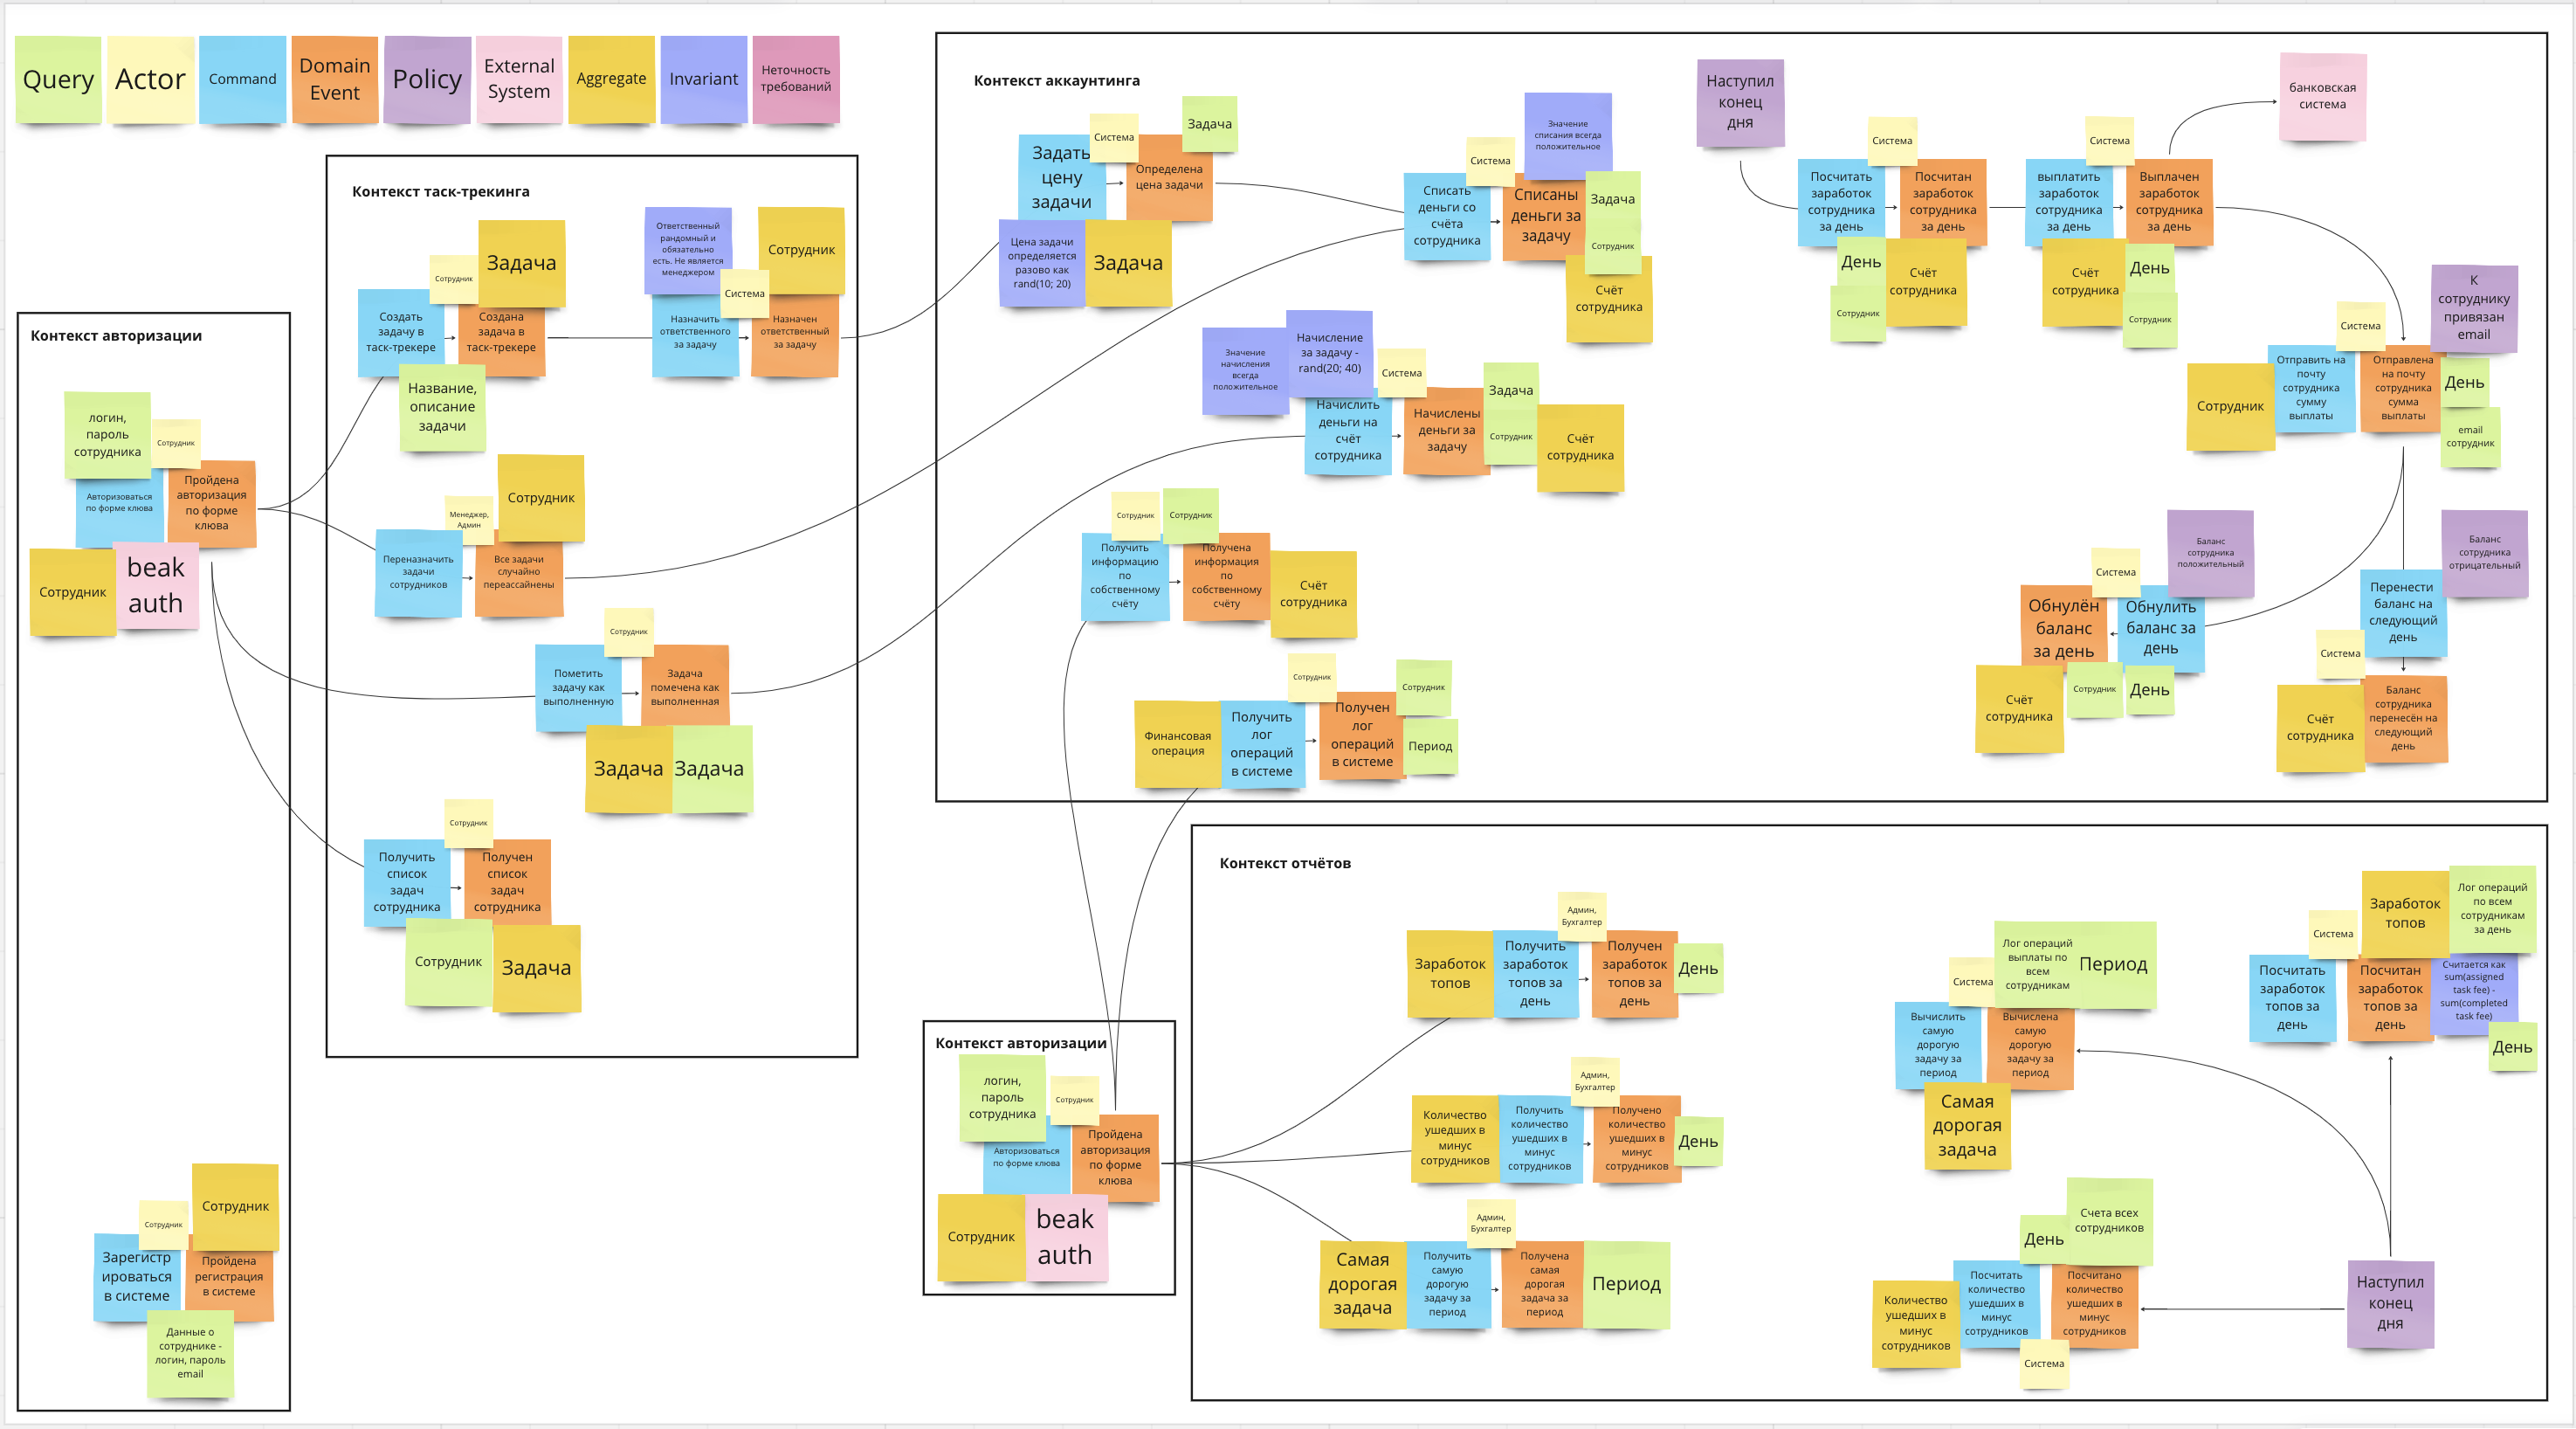 Query
Actor
Command
Domain
Event
Policy
External
System
Aggregate
Invariant
Неточность
требований
Контекст авторизации
логин,
пароль
сотрудника
Сотрудник
Авторизоваться
по форме клюва
Пройдена
авторизация
по форме
клюва
Сотрудник
beak
auth
Сотрудник
Сотрудник
Зарегистр
ироваться
в системе
Пройдена
регистрация
в системе
Данные о
сотруднике -
логин, пароль
email
Контекст таск-трекинга
Сотрудник
Задача
Создать
задачу в
таск-трекере
Создана
задача в
таск-трекере
Название,
описание
задачи
Ответственный
рандомный и
обязательно
есть. Не является
менеджером
Сотрудник
Система
Назначить
ответственного
за задачу
Назначен
ответственный
за задачу
Сотрудник
Менеджер,
Админ
Переназначить
задачи
сотрудников
Все задачи
случайно
переассайнены
Сотрудник
Пометить
задачу как
выполненную
Задача
помечена как
выполненная
Задача
Задача
Сотрудник
Получить
список
задач
сотрудника
Получен
список
задач
сотрудника
Сотрудник
Задача
Контекст аккаунтинга
Задача
Система
Задать
цену
задачи
Определена
цена задачи
Цена задачи
определяется
разово как
rand(10; 20)
Задача
Значение
списания всегда
положительное
Система
Списать
деньги со
счёта
сотрудника
Списаны
деньги за
задачу
Задача
Сотрудник
Счёт
сотрудника
Значение
начисления
всегда
положительное
Начисление
за задачу -
rand(20; 40)
Система
Начислить
деньги на
счёт
сотрудника
Начислены
деньги за
задачу
Задача
Сотрудник
Счёт
сотрудника
Сотрудник
Сотрудник
Получить
информацию
по
собственному
счёту
Получена
информация
по
собственному
счёту
Счёт
сотрудника
Сотрудник
Финансовая
операция
Получить
лог
операций
в системе
Получен
лог
операций
в системе
Сотрудник
Период
Наступил
конец
дня
Система
Посчитать
заработок
сотрудника
за день
Посчитан
заработок
сотрудника
за день
День
Сотрудник
Счёт
сотрудника
Система
выплатить
заработок
сотрудника
за день
Выплачен
заработок
сотрудника
за день
Счёт
сотрудника
День
Сотрудник
банковская
система
К
сотруднику
привязан
email
Система
Сотрудник
Отправить на
почту
сотрудника
сумму
выплаты
Отправлена
на почту
сотрудника
сумма
выплаты
День
email
сотрудник
Баланс
сотрудника
положительный
Система
Обнулён
баланс
за день
Обнулить
баланс за
день
Счёт
сотрудника
Сотрудник
День
Баланс
сотрудника
отрицательный
Перенести
баланс на
следующий
день
Система
Счёт
сотрудника
Баланс
сотрудника
перенесён на
следующий
день
Контекст авторизации
логин,
пароль
сотрудника
Сотрудник
Авторизоваться
по форме клюва
Пройдена
авторизация
по форме
клюва
Сотрудник
beak
auth
Контекст отчётов
Админ,
Бухгалтер
Заработок
топов
Получить
заработок
топов за
день
Получен
заработок
топов за
день
День
Админ,
Бухгалтер
Количество
ушедших в
минус
сотрудников
Получить
количество
ушедших в
минус
сотрудников
Получено
количество
ушедших в
минус
сотрудников
День
Админ,
Бухгалтер
Самая
дорогая
задача
Получить
самую
дорогую
задачу за
период
Получена
самая
дорогая
задача за
период
Период
Лог операций
выплаты по
всем
сотрудникам
Период
Система
Вычислить
самую
дорогую
задачу за
период
Вычислена
самую
дорогую
задачу за
период
Самая
дорогая
задача
Заработок
топов
Лог операций
по всем
сотрудникам
за день
Система
Посчитать
заработок
топов за
день
Посчитан
заработок
топов за
день
Считается как
sum(assigned
task fee) -
sum(completed
task fee)
День
Счета всех
сотрудников
День
Количество
ушедших в
минус
сотрудников
Посчитать
количество
ушедших в
минус
сотрудников
Посчитано
количество
ушедших в
минус
сотрудников
Система
Наступил
конец
дня